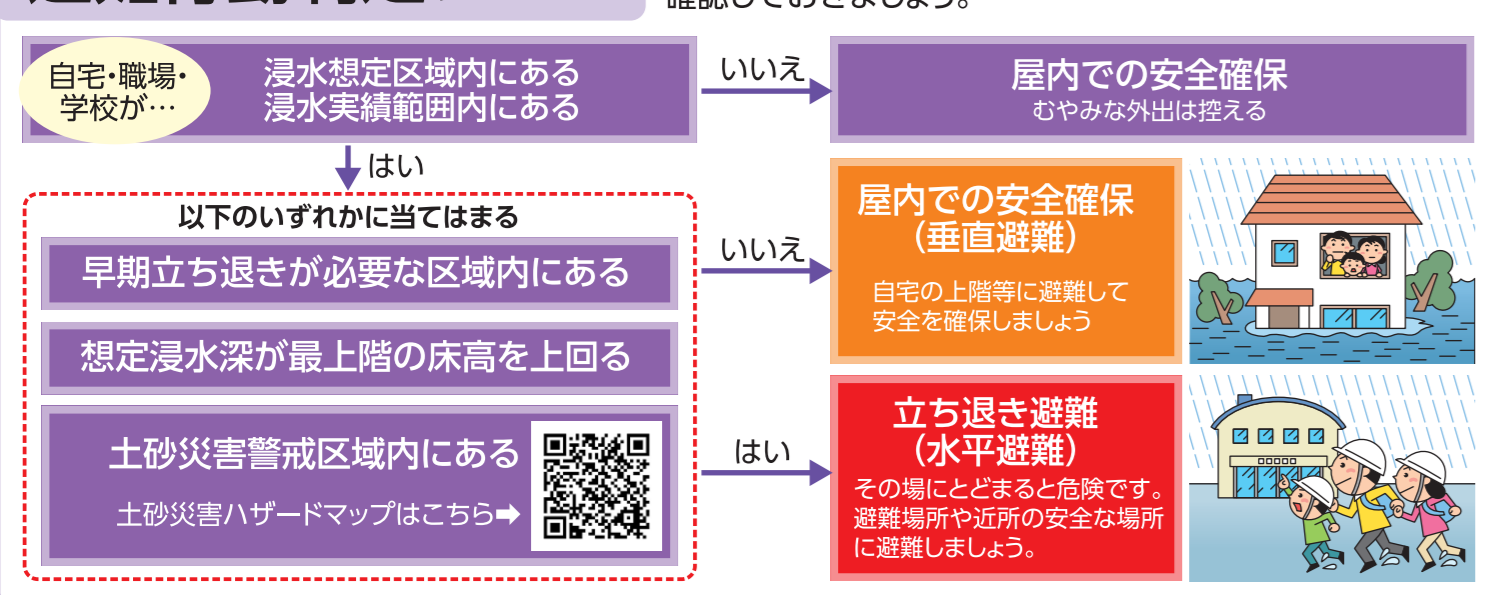 確認しておきましょう。
自宅・職場・
学校が…
浸水想定区域内にある
浸水実績範囲内にある
いいえ
屋内での安全確保
むやみな外出は控える
はい
以下のいずれかに当てはまる
早期立ち退きが必要な区域内にある
想定浸水深が最上階の床高を上回る
土砂災害警戒区域内にある
土砂災害ハザードマップはこちら➡
いいえ
屋内での安全確保
（垂直避難）
自宅の上階等に避難して
安全を確保しましょう
はい
立ち退き避難
（水平避難）
その場にとどまると危険です。
避難場所や近所の安全な場所
に避難しましょう。